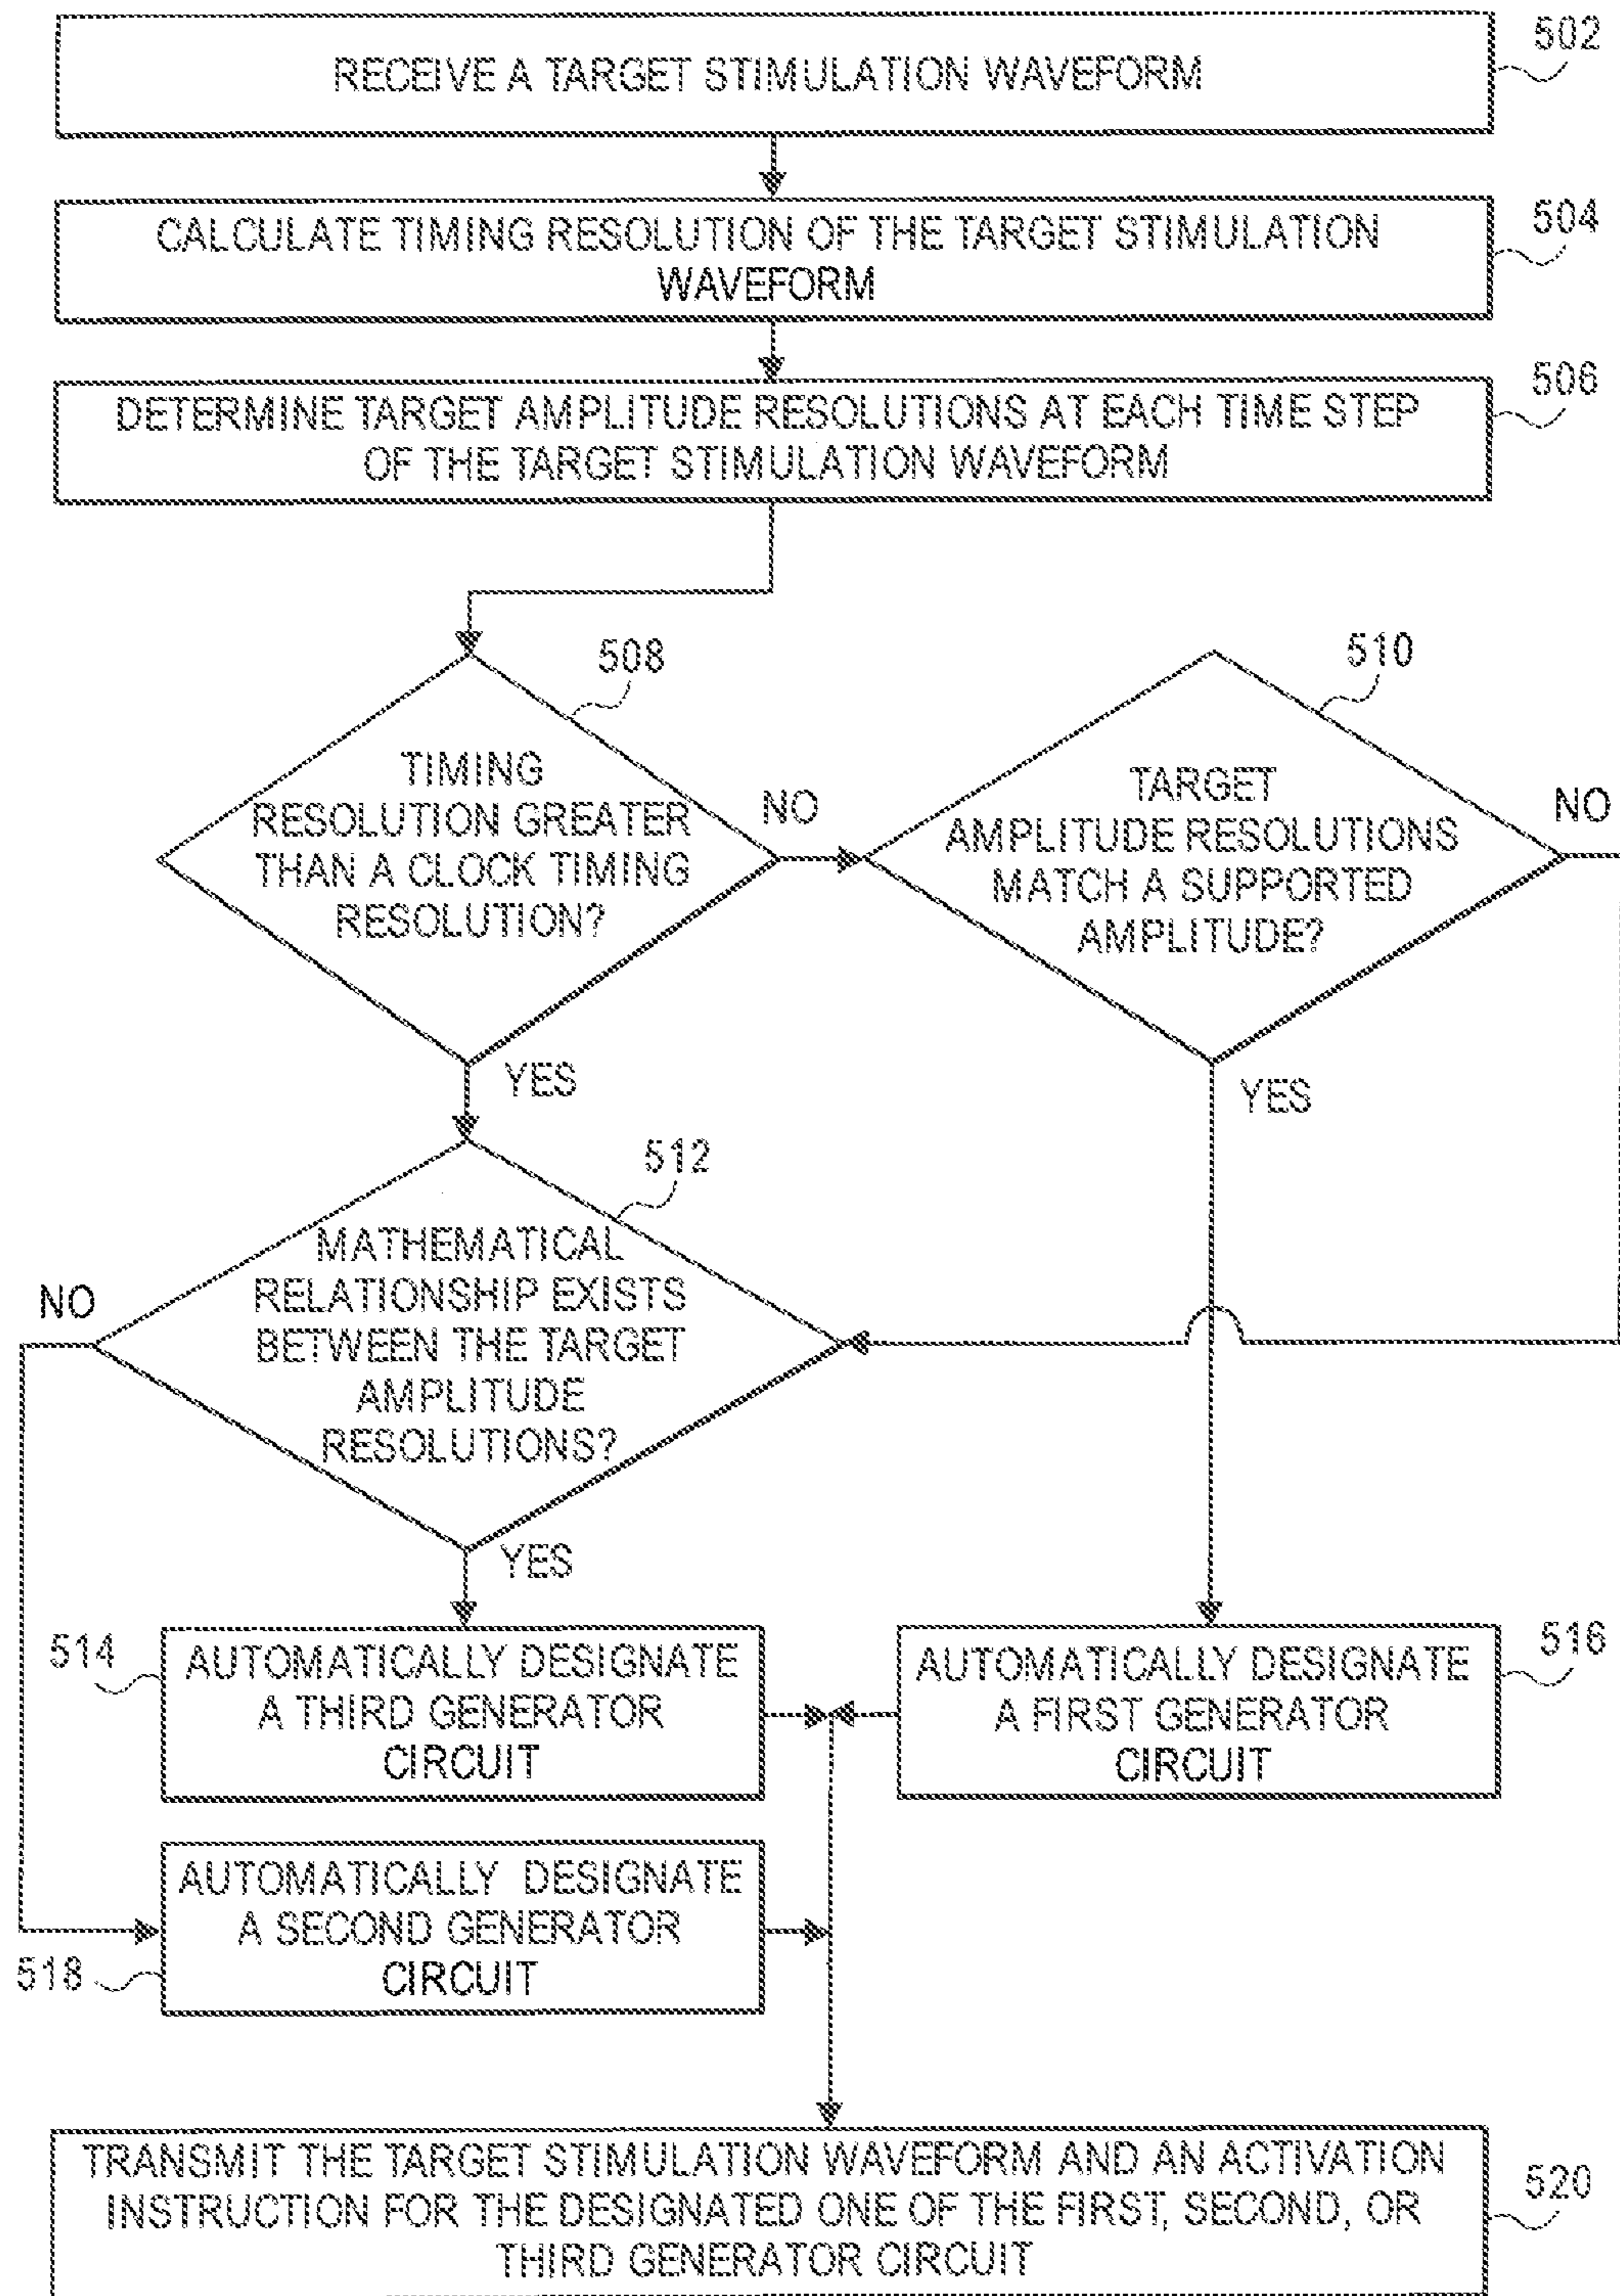 502
RECEIVE A TARGET STIMULATION WAVEFORM
504
CALCULATE TIMING RESOLUTION OF THE TARGET STIMULATION
WAVEFORM
506
DETERMINE TARGET AMPLITUDE RESOLUTIONS AT EACH TIME STEP
OF THE TARGET STIMULATION WAVEFORM
508
TIMING
RESOLUTION GREATER
THAN A CLOCK TIMING
RESOLUTION?
NO
YES
510
TARGET
AMPLITUDE RESOLUTIONS
MATCH A SUPPORTED
AMPLITUDE?
NO
YES
512
MATHEMATICAL
RELATIONSHIP EXISTS
BETWEEN THE TARGET
AMPLITUDE
RESOLUTIONS?
NO
YES
514
AUTOMATICALLY DESIGNATE
A THIRD GENERATOR
CIRCUIT
516
AUTOMATICALLY DESIGNATE
A FIRST GENERATOR
CIRCUIT
518
AUTOMATICALLY DESIGNATE
A SECOND GENERATOR
CIRCUIT
520
TRANSMIT THE TARGET STIMULATION WAVEFORM AND AN ACTIVATION
INSTRUCTION FOR THE DESIGNATED ONE OF THE FIRST, SECOND, OR
THIRD GENERATOR CIRCUIT